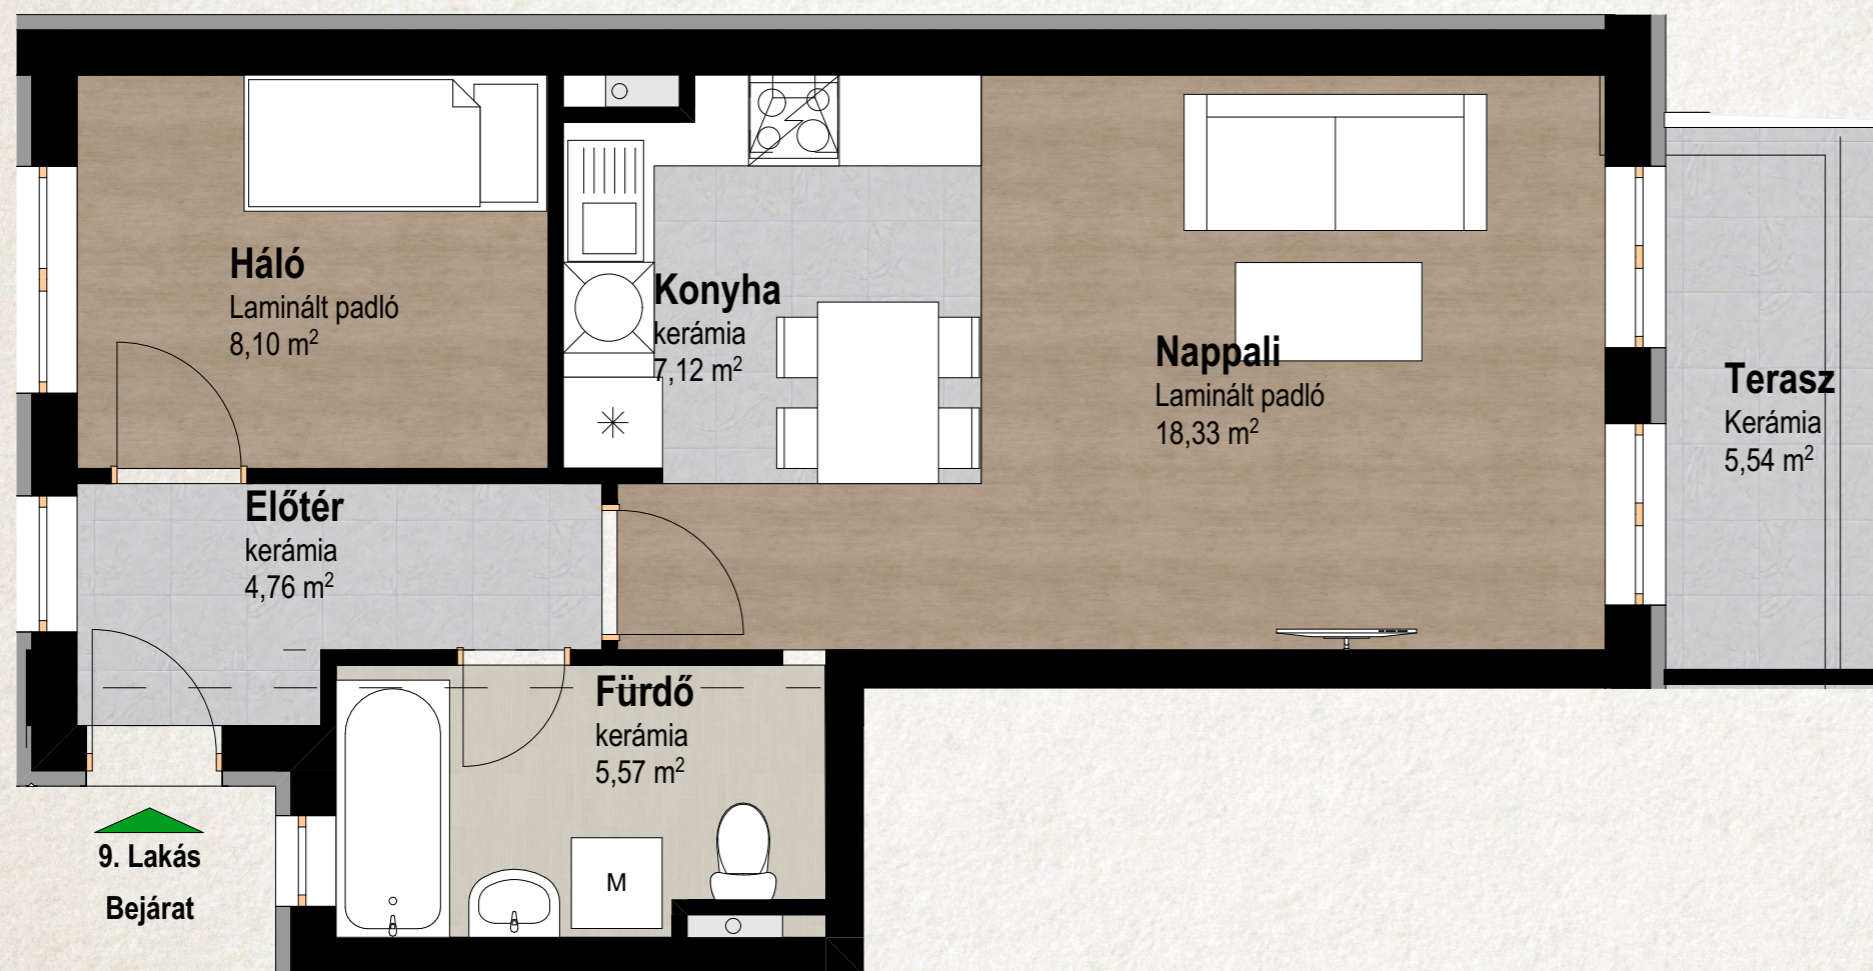 Háló
Laminált padló
8,10 m²
Konyha
kerámia
7,12 m²
Nappali
Laminált padló
18,33 m²
Terasz
Kerámia
5,54 m²
Előtér
kerámia
4,76 m²
Fürdő
kerámia
5,57 m²
M
9. Lakás
Bejárat